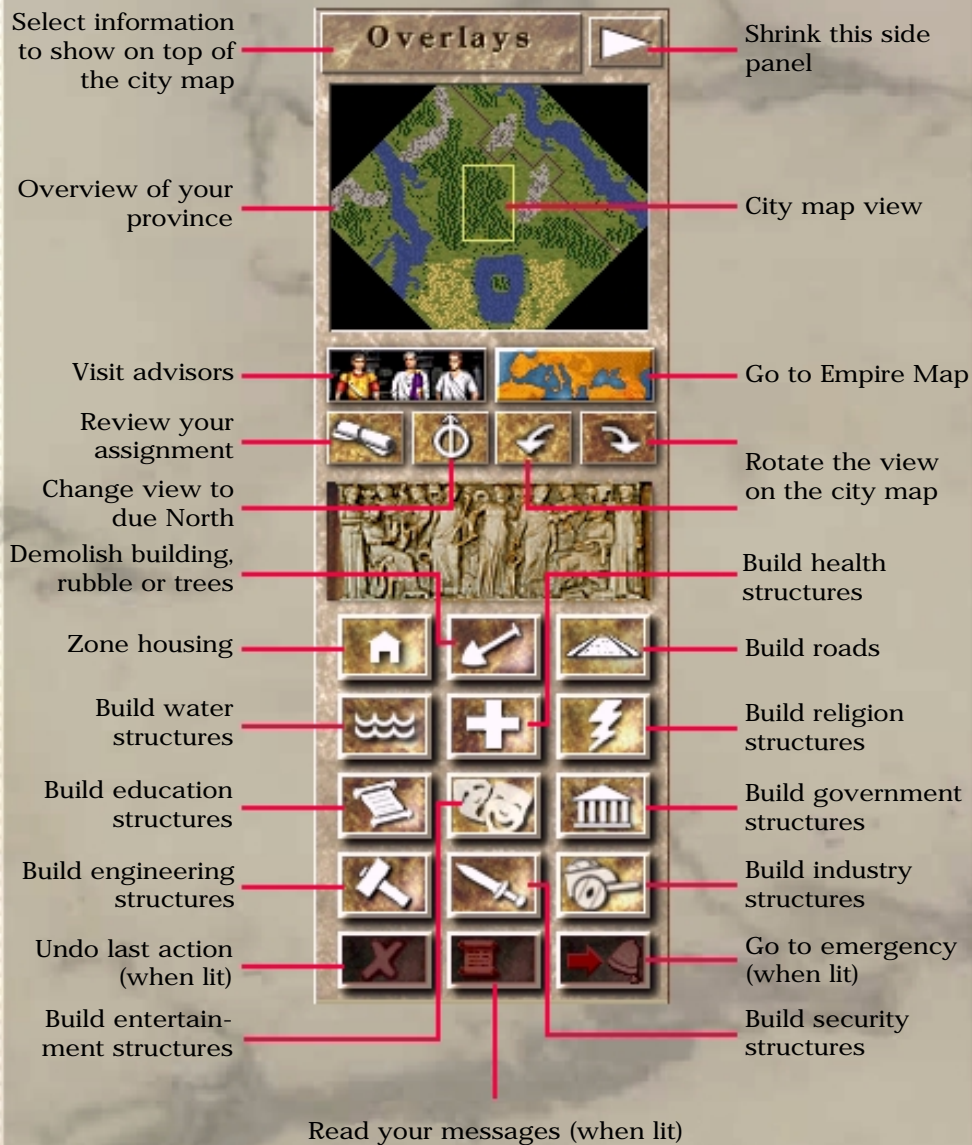 Select information
to show on top of
the city map
Overlays
Shrink this side
panel
Overview of your
province
City map view
Visit advisors
Go to Empire Map
Review your
assignment
Rotate the view
on the city map
Change view to
due North
Demolish building,
rubble or trees
Build health
structures
Zone housing
Build roads
Build water
structures
Build religion
structures
Build education
structures
Build government
structures
Build engineering
structures
Build industry
structures
Undo last action
(when lit)
Go to emergency
(when lit)
Build entertain-
ment structures
Build security
structures
Read your messages (when lit)